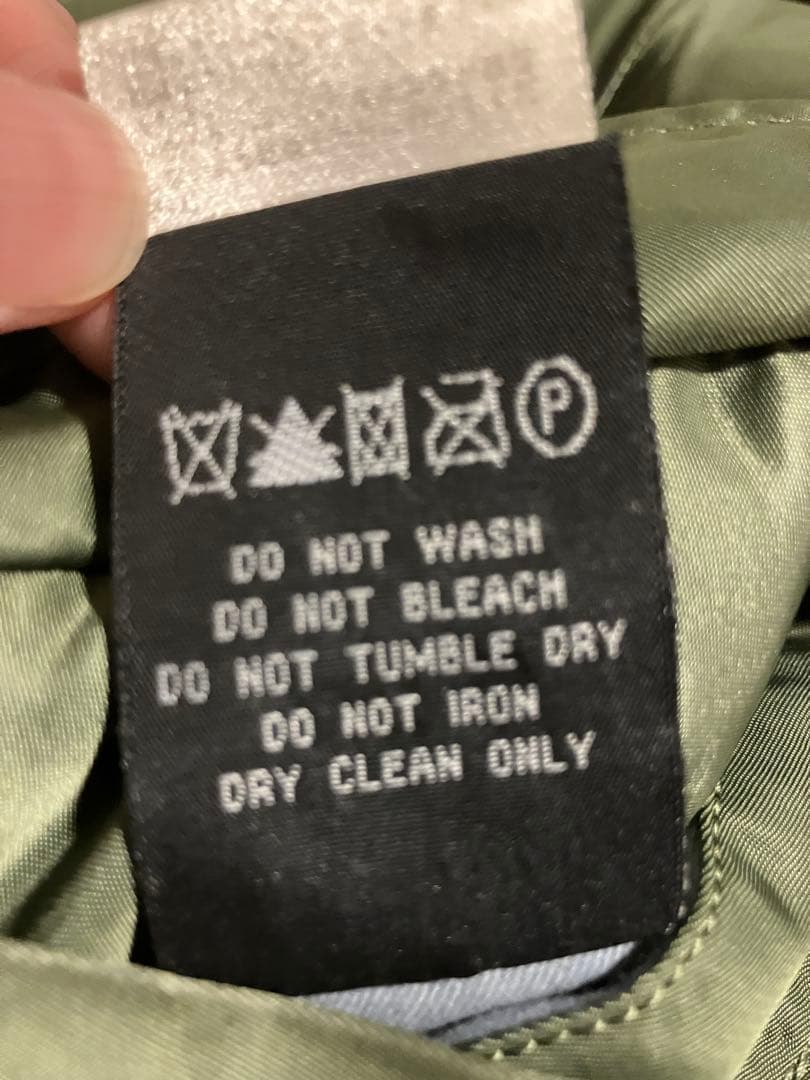 P
DO NOT WASH
DO NOT BLEACH
DO NOT TUMBLE DRY
DO NOT IRON
DRY CLEAN ONLY